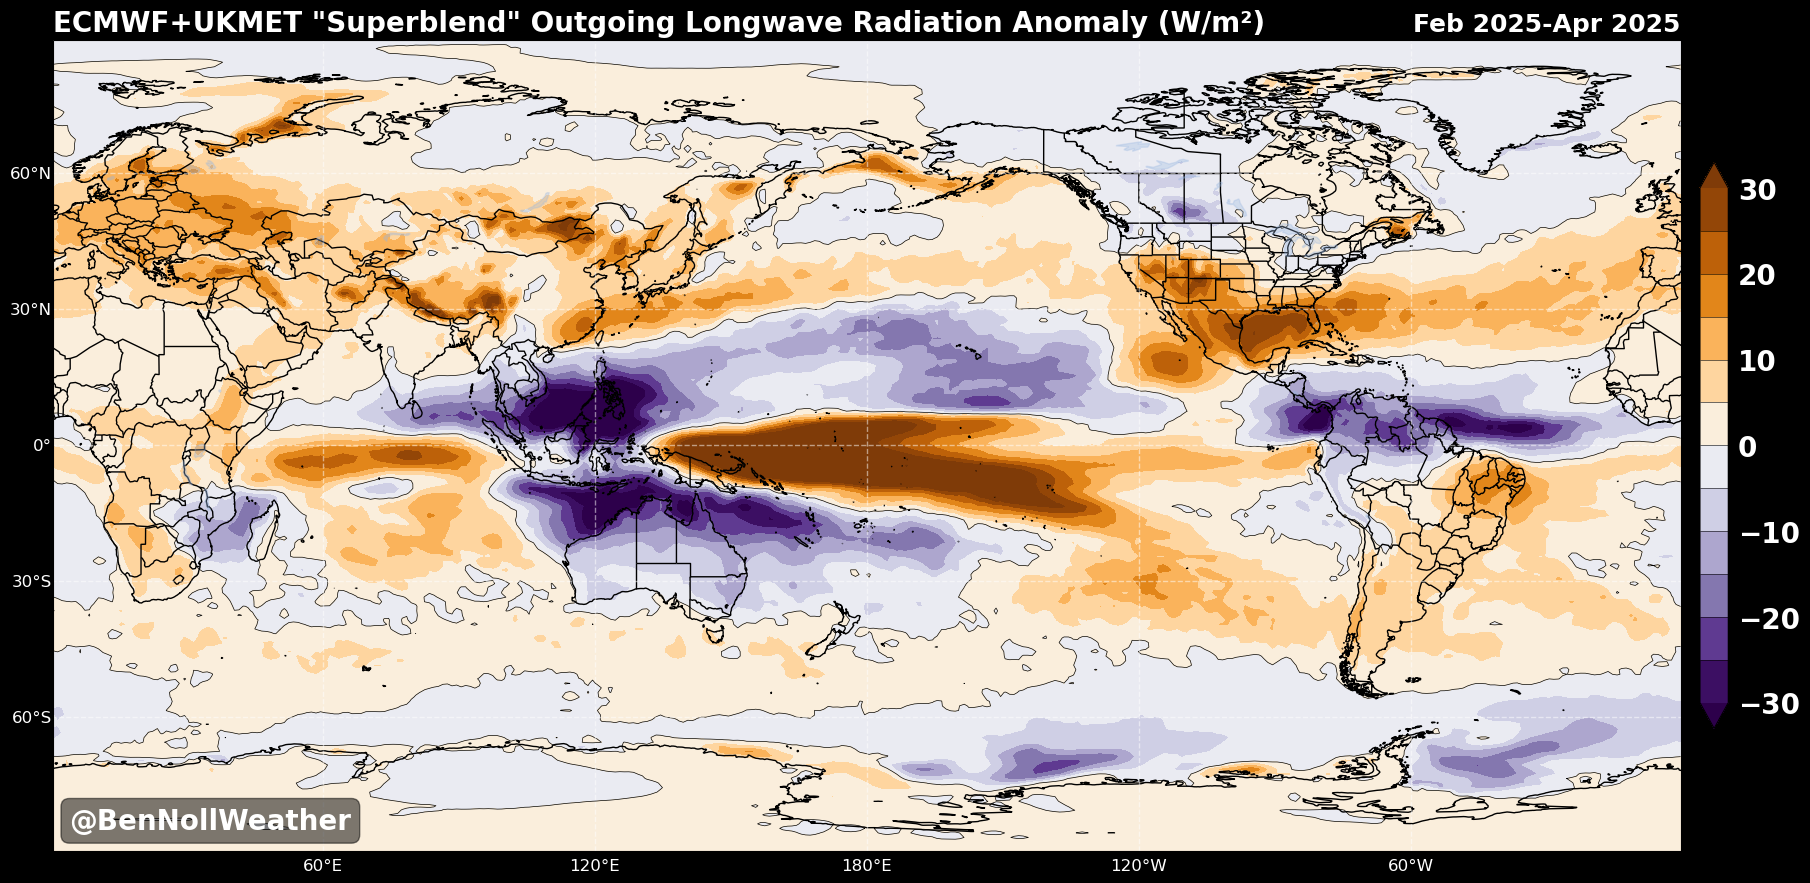 ECMWF+UKMET "Superblend" Outgoing Longwave Radiation Anomaly (W/m²)
Feb 2025-Apr 2025
60°N
30°N
0°
30°S
60°S
60°E
120°E
180°E
120°W
60°W
30
20
10
0
−10
−20
−30
@BenNollWeather